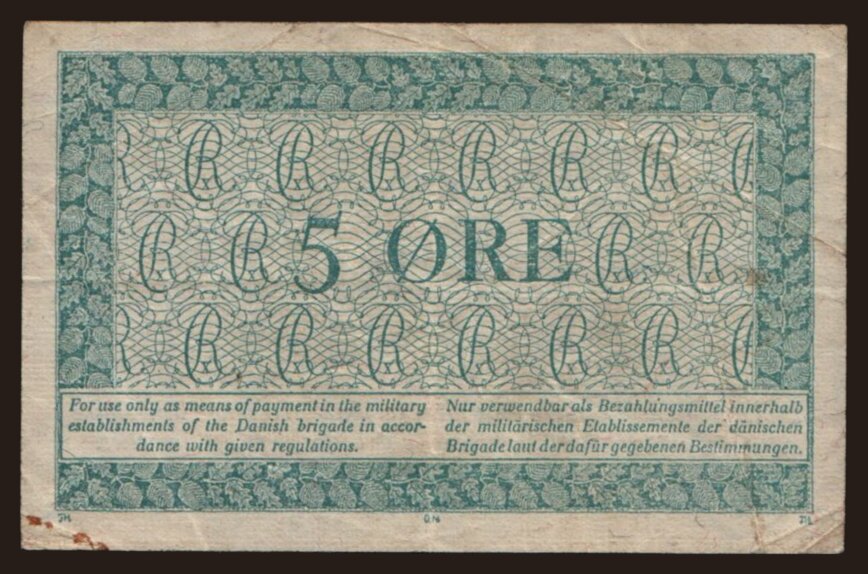 5 ØRE
For use only as means of payment in the military
establishments of the Danish brigade in accor-
dance with given regulations.
Nur verwendbar als Bezahlungsmittel innerhalb
der militärischen Etablissemente der dänischen
Brigade laut der dafür gegebenen Bestimmungen.